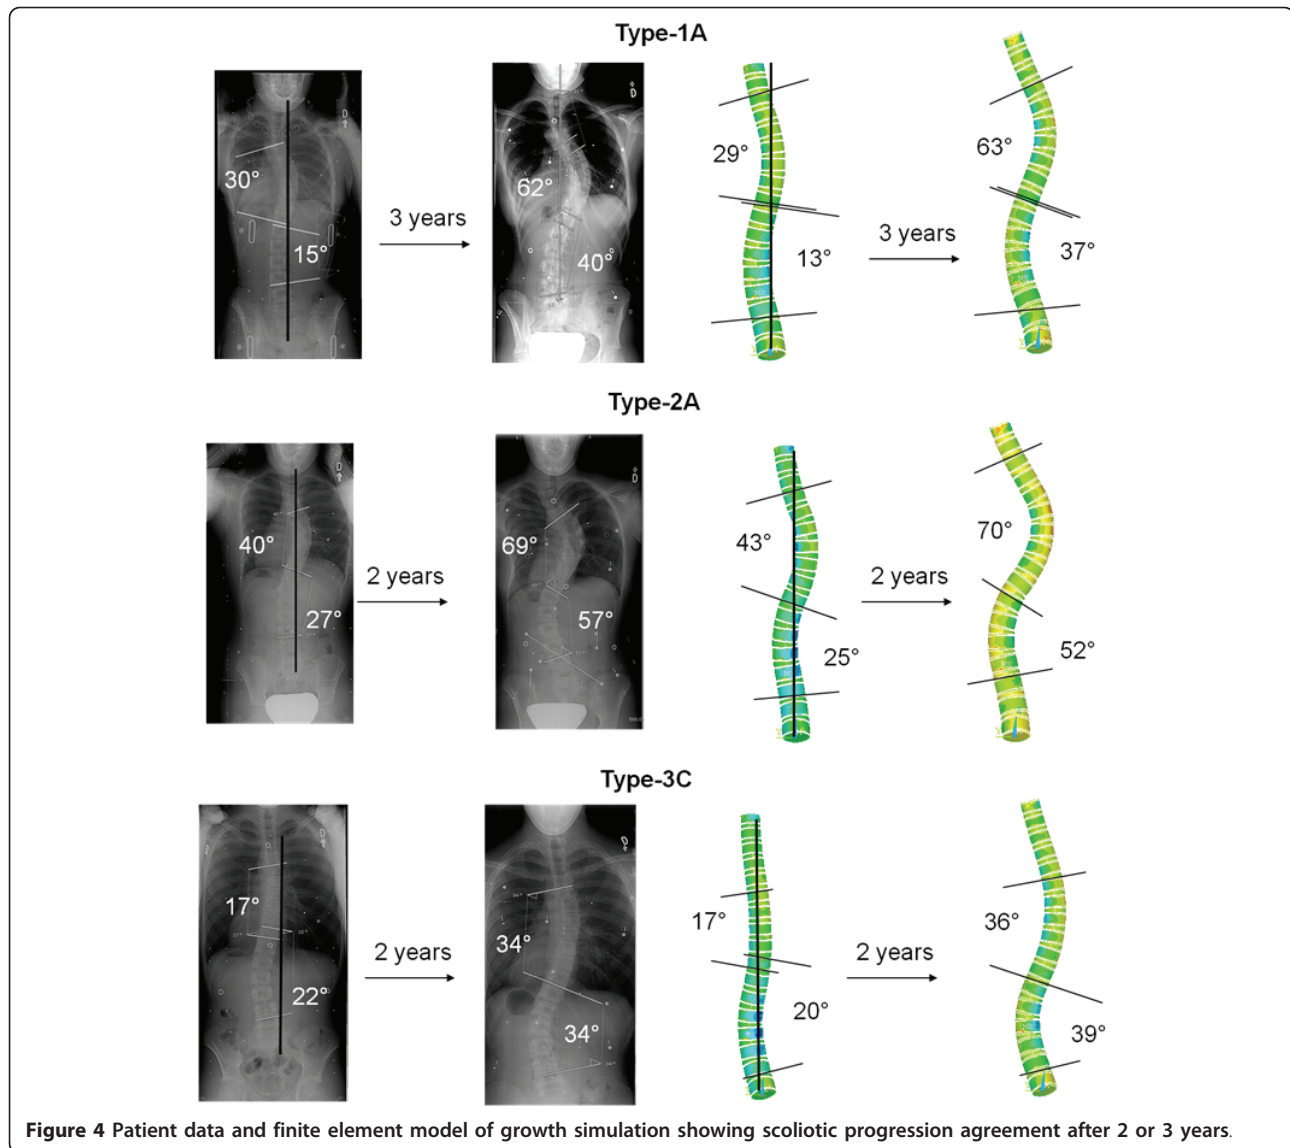 Type-1A
30°
15°
3 years
62°
40°
29°
13°
3 years
63°
37°
Type-2A
40°
27°
2 years
69°
57°
43°
25°
2 years
70°
52°
Type-3C
17°
22°
2 years
34°
34°
17°
20°
2 years
36°
39°
Figure 4 Patient data and finite element model of growth simulation showing scoliotic progression agreement after 2 or 3 years.